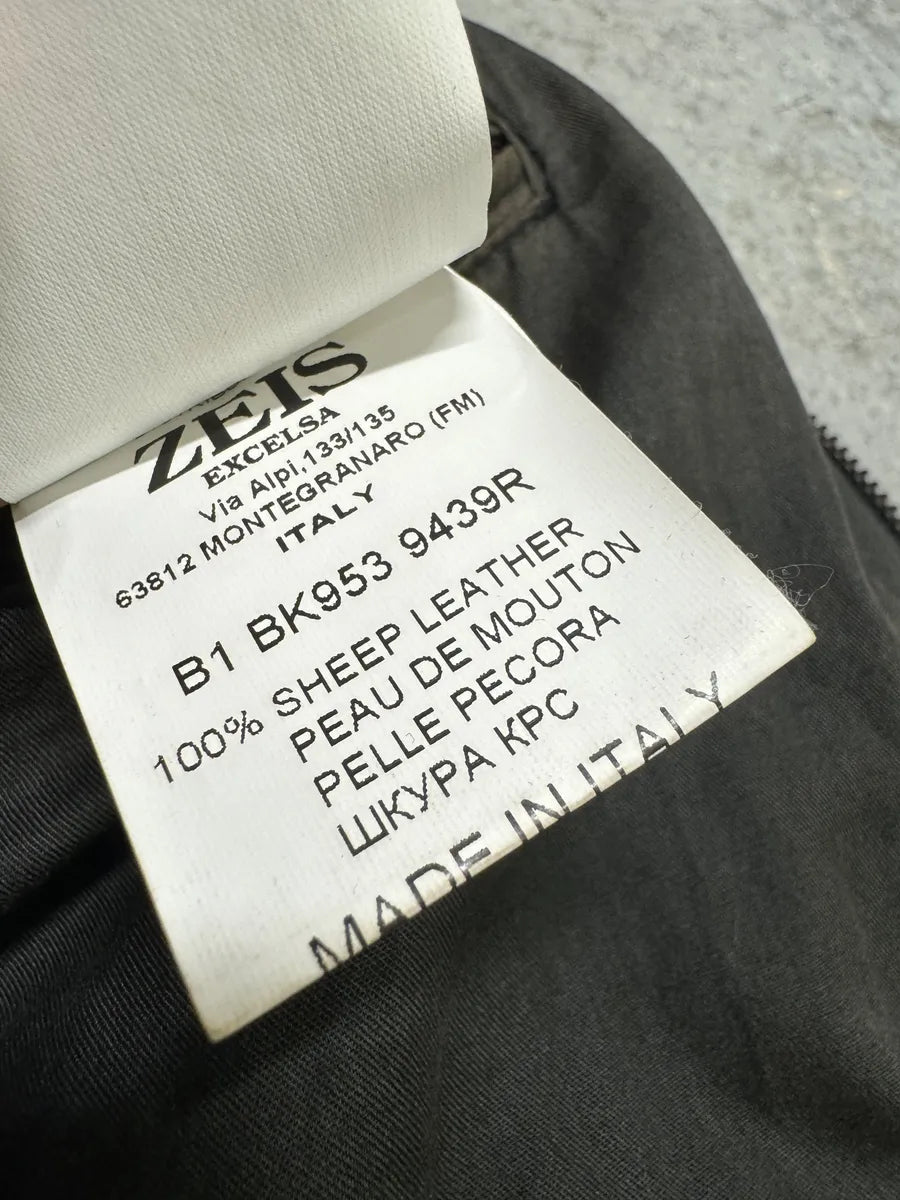 ZEIS
EXCELSA
Via Alpi,133/135
63812 MONTEGRANARO (FM)
ITALY
B1 BK953 9439R
100% SHEEP LEATHER
PEAU DE MOUTON
PELLE PECORA
ШКУРА КРС
MADE IN ITALY